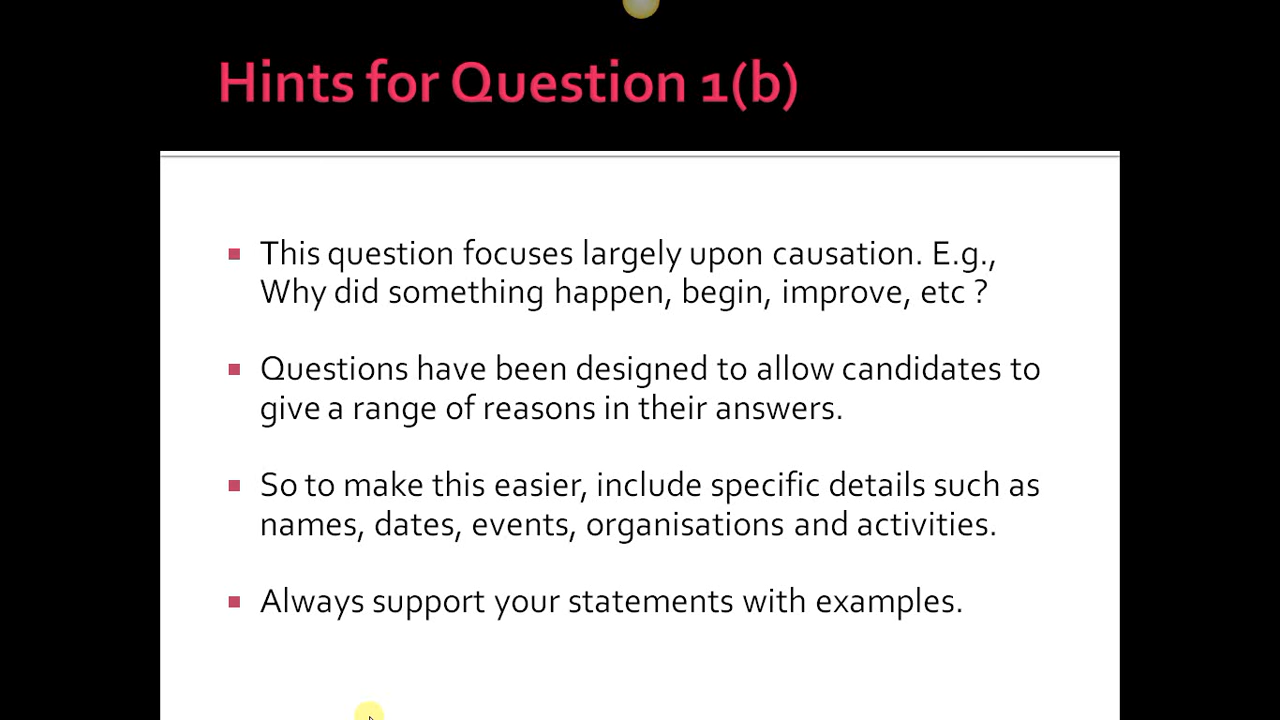 Hints for Question 1(b)
This question focuses largely upon causation. E.g.,
Why did something happen, begin, improve, etc ?
Questions have been designed to allow candidates to
give a range of reasons in their answers.
So to make this easier, include specific details such as
names, dates, events, organisations and activities.
Always support your statements with examples.